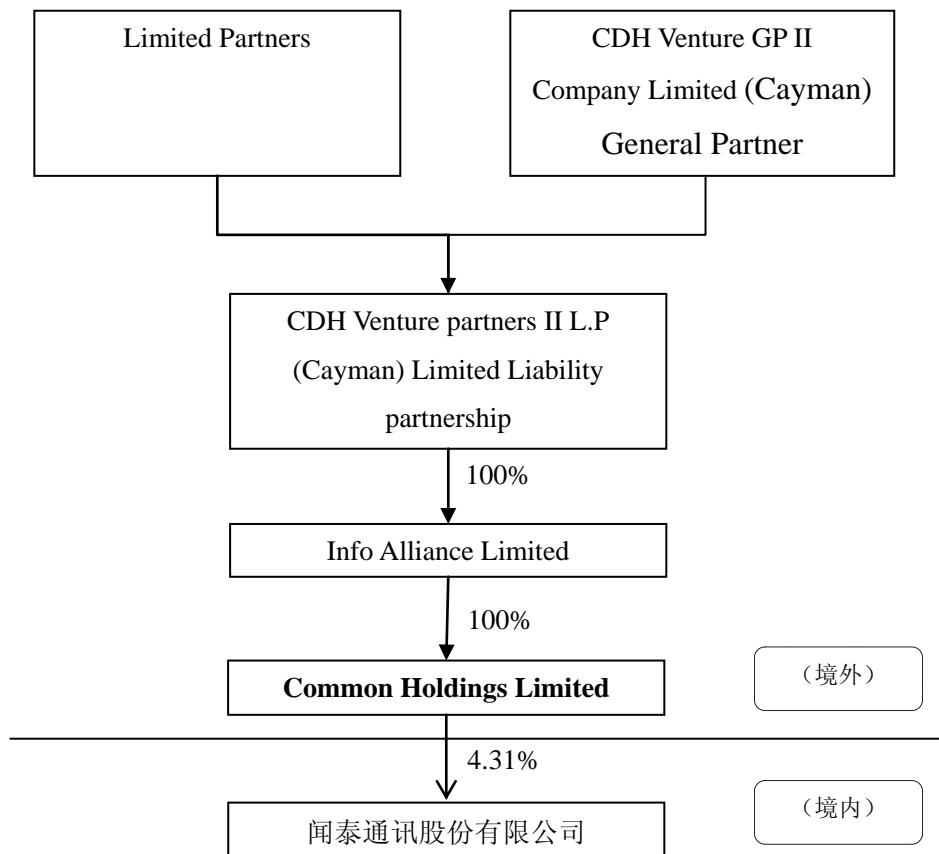 Limited Partners
CDH Venture GP II
Company Limited (Cayman)
General Partner
CDH Venture partners II L.P
(Cayman) Limited Liability
partnership
100%
Info Alliance Limited
100%
Common Holdings Limited
（境外）
4.31%
（境内）
闻泰通讯股份有限公司